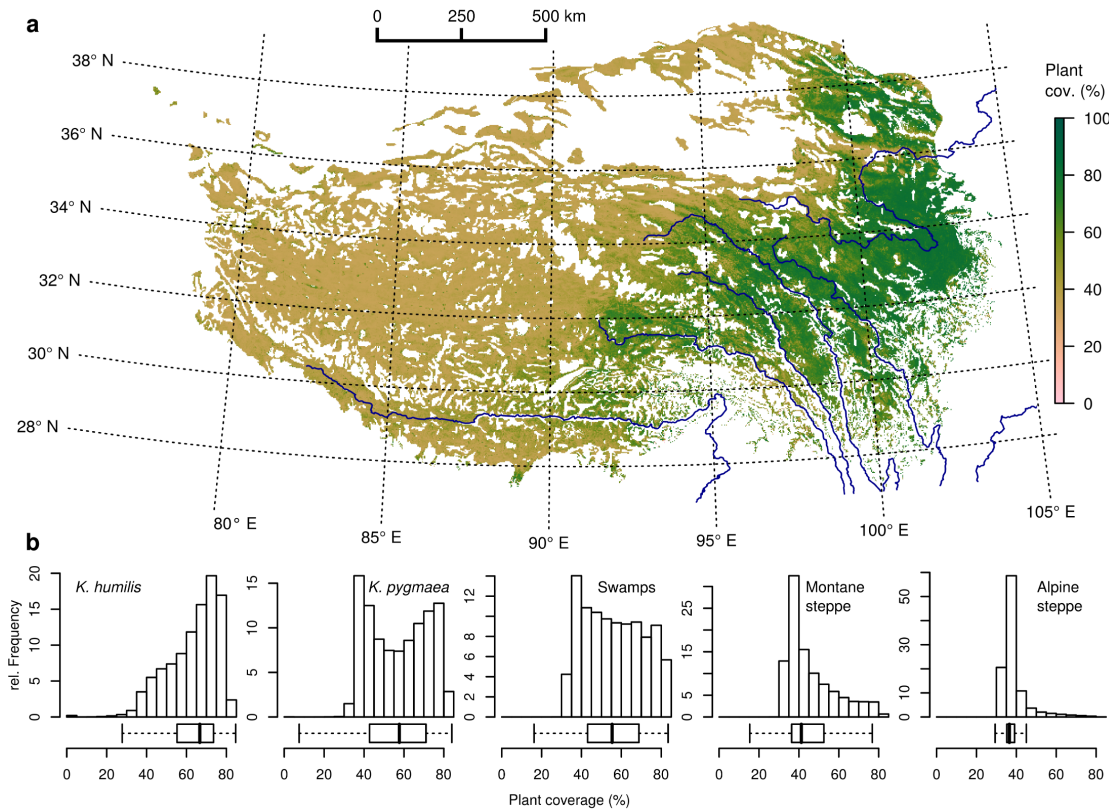 a
0 250 500 km
38° N
36° N
34° N
32° N
30° N
28° N
80° E
85° E
90° E
95° E
100° E
105° E
Plant
cov. (%)
100
80
60
40
20
0
b
rel. Frequency
K. humilis
20
15
10
5
0
0 20 40 60 80
K. pygmaea
15
10
5
0
0 20 40 60 80
Swamps
12
10
8
6
4
2
0
0 20 40 60 80
Montane
steppe
25
15
5
0
0 20 40 60 80
Alpine
steppe
50
30
10
0
0 20 40 60 80
Plant coverage (%)